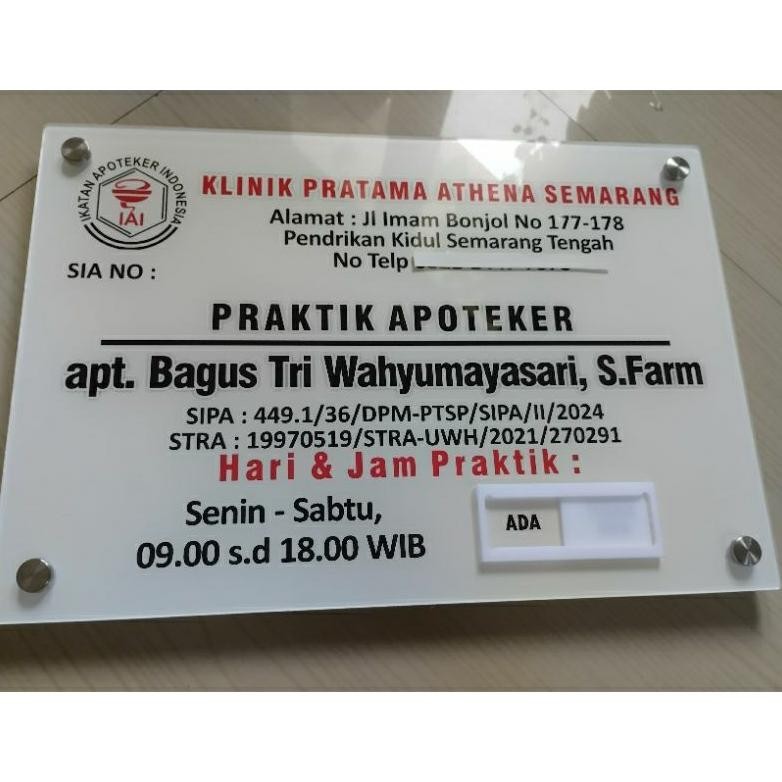 IKATAN APOTEKER INDONESIA
IAI
KLINIK PRATAMA ATHENA SEMARANG
Alamat : Jl Imam Bonjol No 177-178
Pendrikan Kidul Semarang Tengah
No Telp
SIA NO :
PRAKTIK APOTEKER
apt. Bagus Tri Wahyumayasari, S.Farm
SIPA : 449.1/36/DPM-PTSP/SIPA/II/2024
STRA : 19970519/STRA-UWH/2021/270291
Hari & Jam Praktik :
Senin - Sabtu,
09.00 s.d 18.00 WIB
ADA